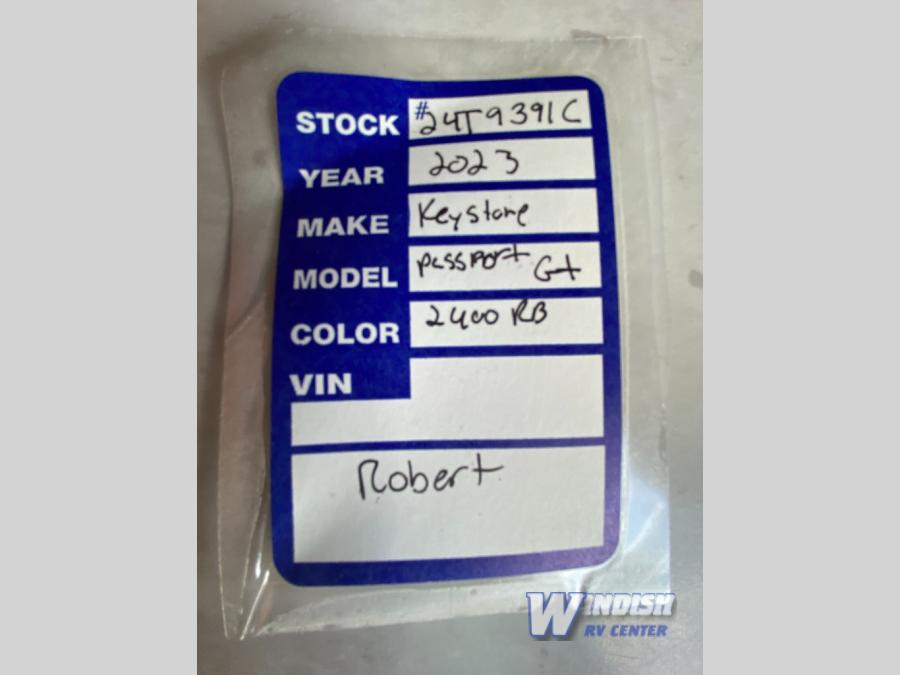 STOCK #24T9391C
YEAR 2023
MAKE Keystone
MODEL Passport Gt
COLOR 2400 RB
VIN
Robert
WINDISH
RV CENTER